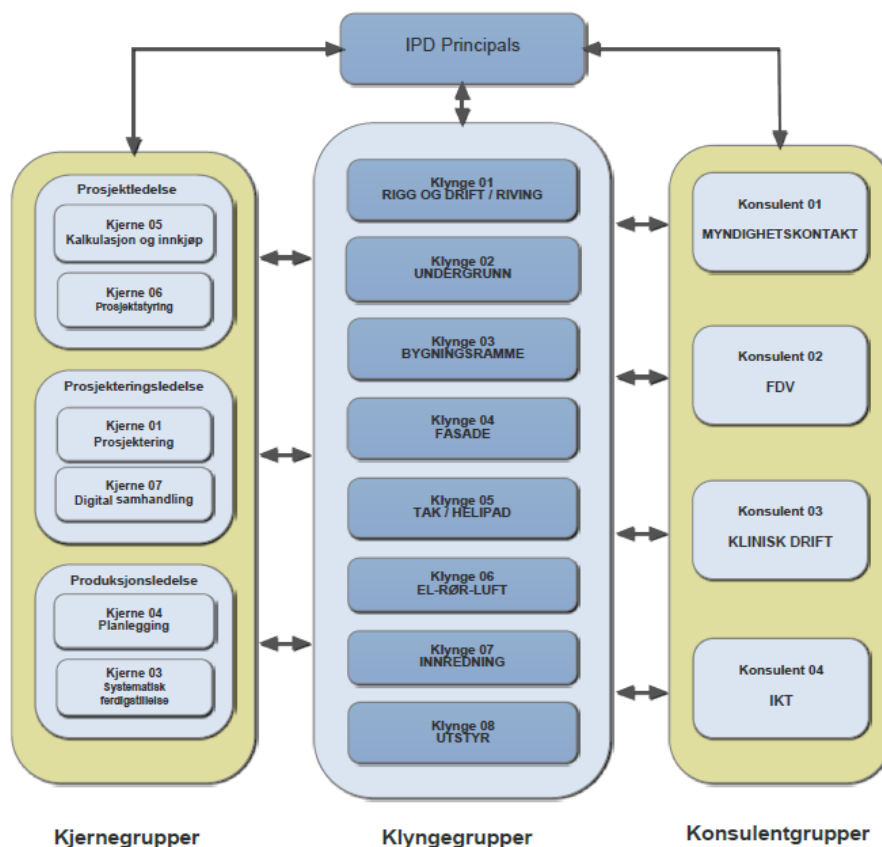 IPD Principals
Prosjektledelse
Kjerne 05
Kalkulasjon og innkjøp
Kjerne 06
Prosjektstyring
Prosjekteringsledelse
Kjerne 01
Prosjektering
Kjerne 07
Digital samhandling
Produksjonsledelse
Kjerne 04
Planlegging
Kjerne 03
Systematisk
ferdigstillelse
Kjernegrupper
Klynge 01
RIGG OG DRIFT / RIVING
Klynge 02
UNDERGRUNN
Klynge 03
BYGNINGSRAMME
Klynge 04
FASADE
Klynge 05
TAK / HELIPAD
Klynge 06
EL-RØR-LUFT
Klynge 07
INNREDNING
Klynge 08
UTSTYR
Klyngegrupper
Konsulent 01
MYNDIGHETSKONTAKT
Konsulent 02
FDV
Konsulent 03
KLINISK DRIFT
Konsulent 04
IKT
Konsulentgrupper